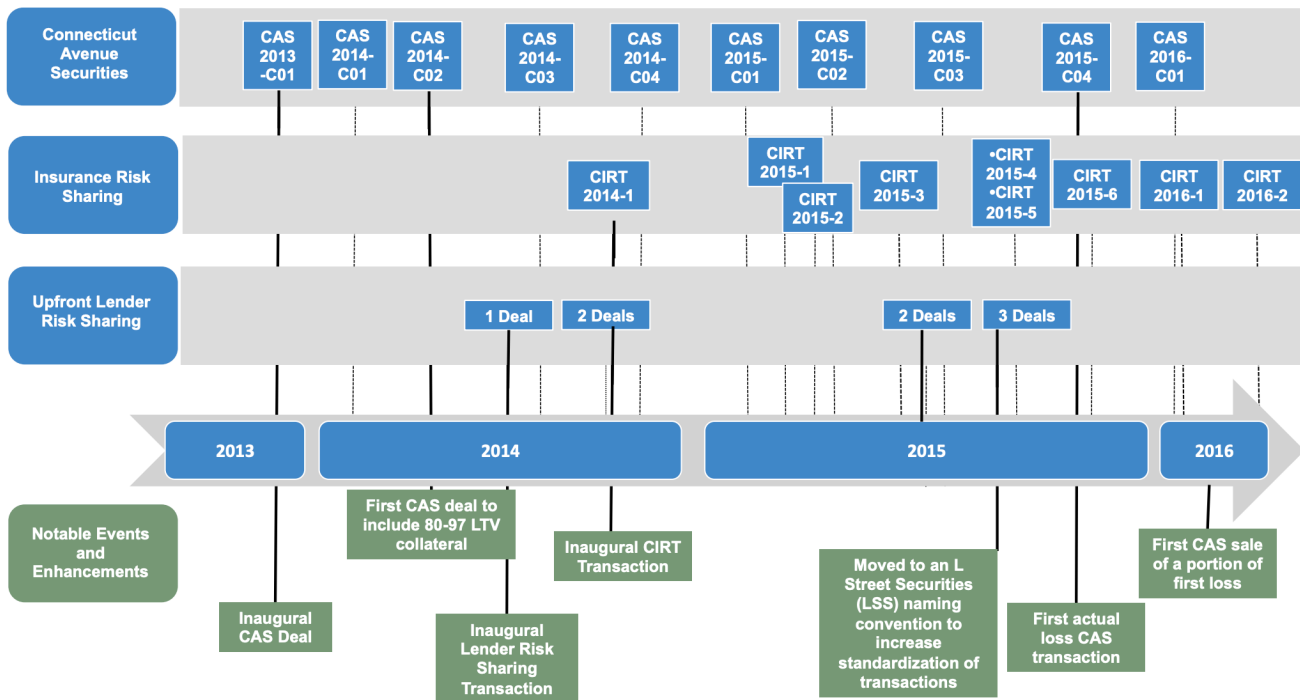 Connecticut
Avenue
Securities
CAS
2013
-C01
CAS
2014-
C01
CAS
2014-
C02
CAS
2014-
C03
CAS
2014-
C04
CAS
2015-
C01
CAS
2015-
C02
CAS
2015-
C03
CAS
2015-
C04
CAS
2016-
C01
Insurance Risk
Sharing
CIRT
2014-1
CIRT
2015-1
CIRT
2015-2
CIRT
2015-3
•CIRT
2015-4
•CIRT
2015-5
CIRT
2015-6
CIRT
2016-1
CIRT
2016-2
Upfront Lender
Risk Sharing
1 Deal
2 Deals
2 Deals
3 Deals
2013
2014
2015
2016
Notable Events
and
Enhancements
Inaugural
CAS Deal
First CAS deal to
include 80-97 LTV
collateral
Inaugural
Lender Risk
Sharing
Transaction
Inaugural CIRT
Transaction
Moved to an L
Street Securities
(LSS) naming
convention to
increase
standardization of
transactions
First actual
loss CAS
transaction
First CAS sale
of a portion of
first loss